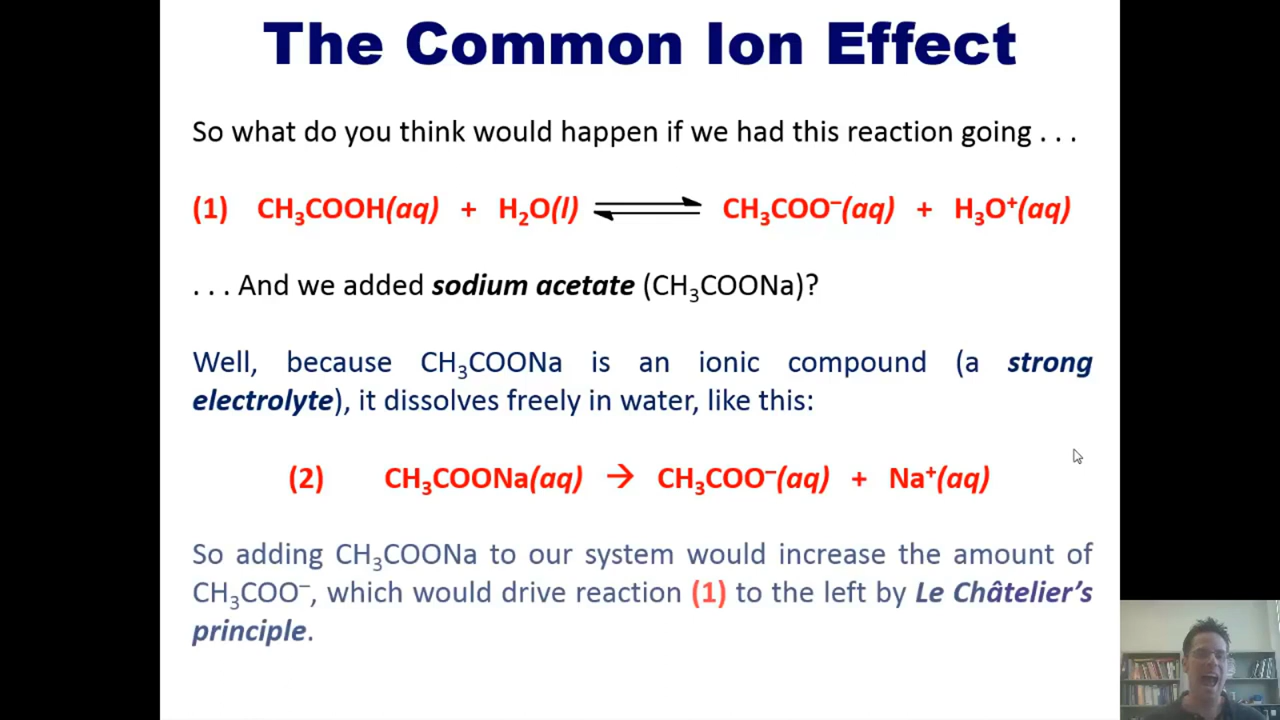 The Common Ion Effect
So what do you think would happen if we had this reaction going . . .
(1) CH₃COOH(aq) + H₂O(l) ⇌ CH₃COO⁻(aq) + H₃O⁺(aq)
. . . And we added sodium acetate (CH₃COONa)?
Well, because CH₃COONa is an ionic compound (a strong
electrolyte), it dissolves freely in water, like this:
(2) CH₃COONa(aq) → CH₃COO⁻(aq) + Na⁺(aq)
So adding CH₃COONa to our system would increase the amount of
CH₃COO⁻, which would drive reaction (1) to the left by Le Châtelier’s
principle.